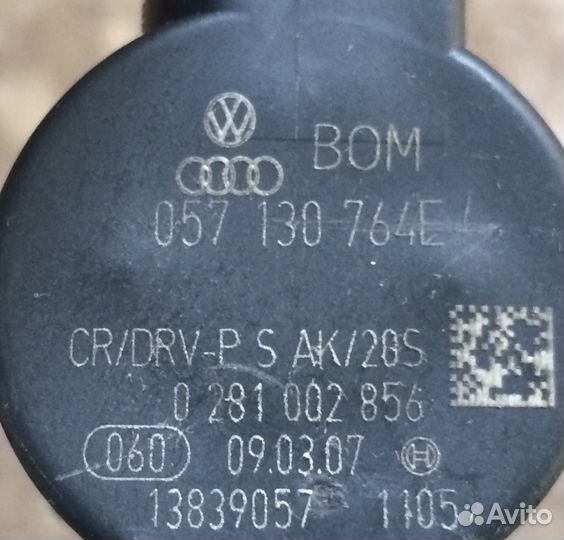 BOM
057 130 764E
CR/DRV-P S AK/20S
0 281 002 856
060 09.03.07
13839057 1105
Avito